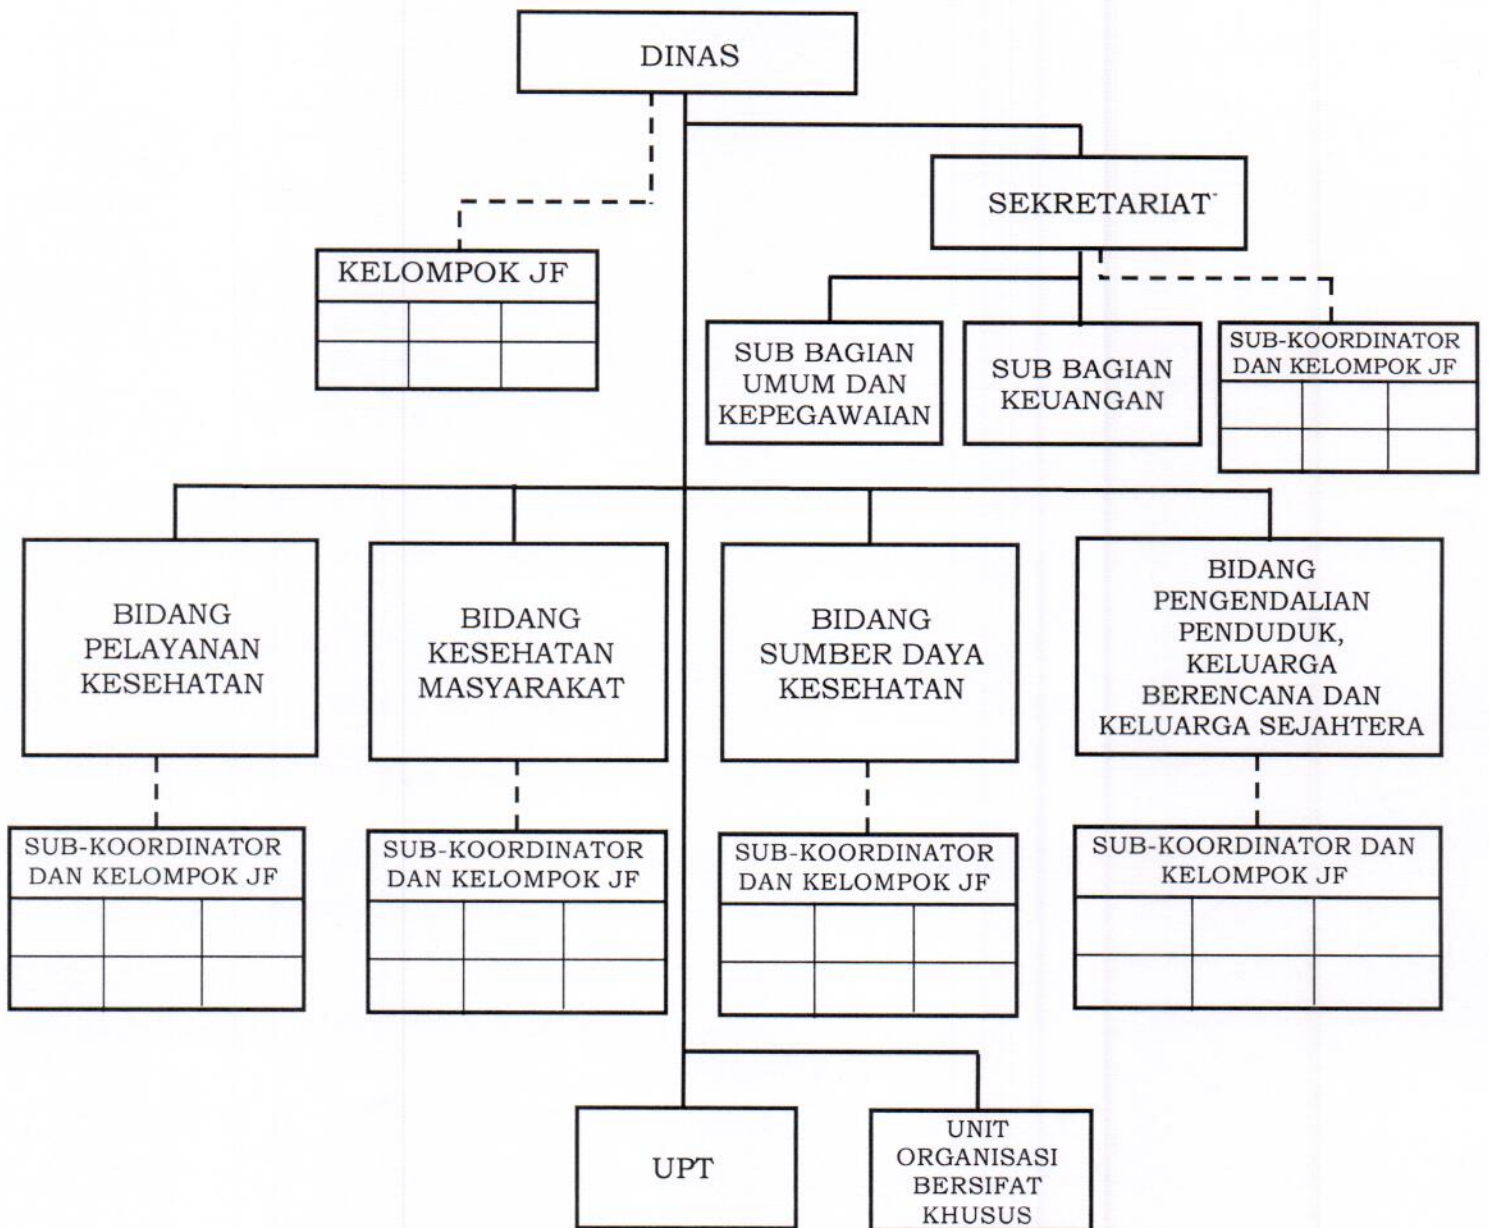 DINAS
SEKRETARIAT
KELOMPOK JF
SUB BAGIAN
UMUM DAN
KEPEGAWAIAN
SUB BAGIAN
KEUANGAN
SUB-KOORDINATOR
DAN KELOMPOK JF
BIDANG
PELAYANAN
KESEHATAN
BIDANG
KESEHATAN
MASYARAKAT
BIDANG
SUMBER DAYA
KESEHATAN
BIDANG
PENGENDALIAN
PENDUDUK,
KELUARGA
BERENCANA DAN
KELUARGA SEJAHTERA
SUB-KOORDINATOR
DAN KELOMPOK JF
SUB-KOORDINATOR
DAN KELOMPOK JF
SUB-KOORDINATOR
DAN KELOMPOK JF
SUB-KOORDINATOR DAN
KELOMPOK JF
UPT
UNIT
ORGANISASI
BERSIFAT
KHUSUS